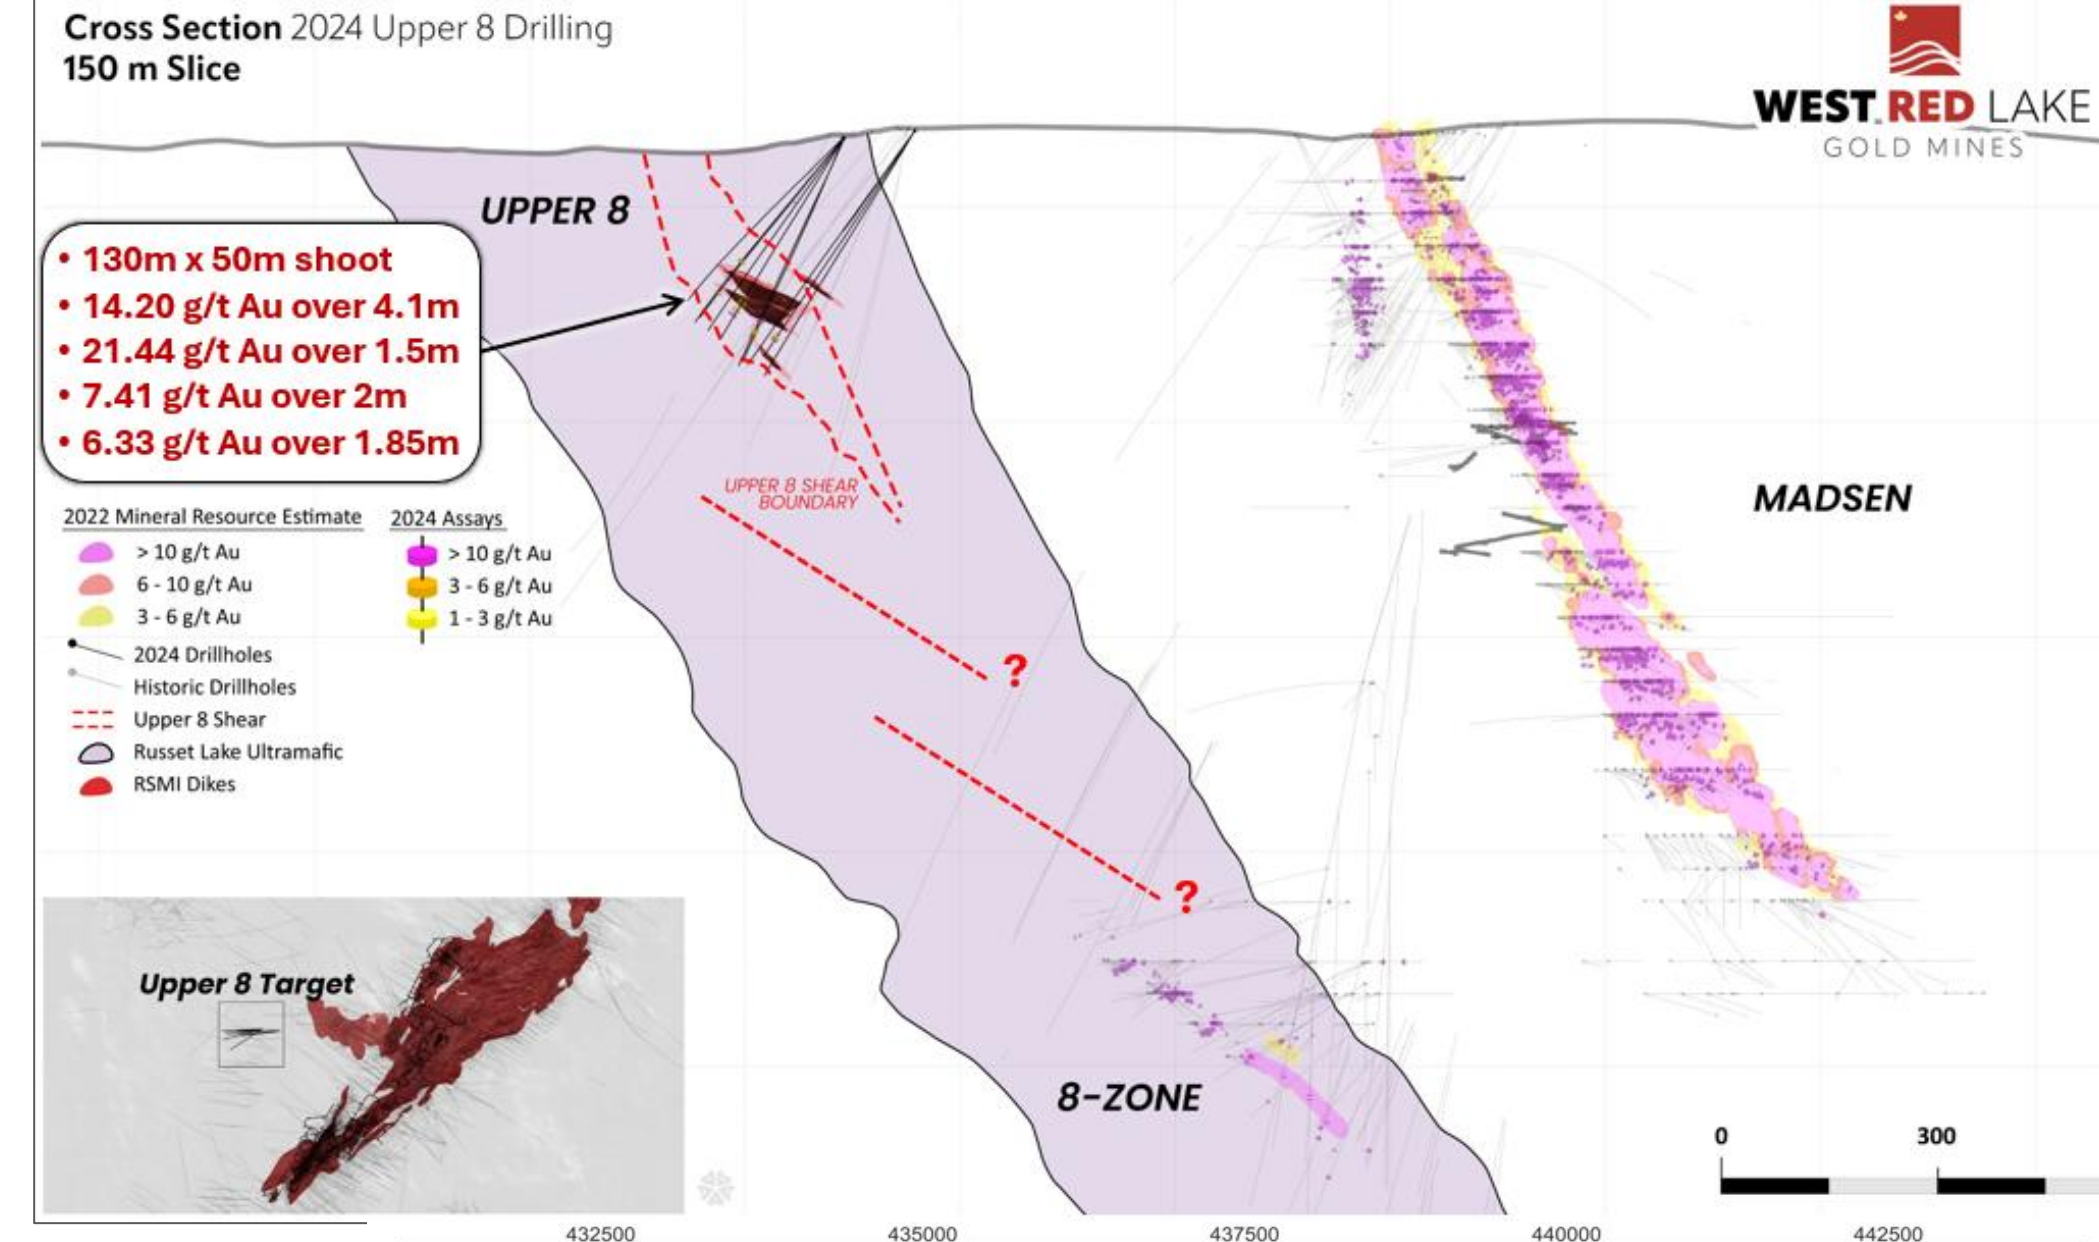 Cross Section 2024 Upper 8 Drilling
150 m Slice
WEST RED LAKE
GOLD MINES
UPPER 8
• 130m x 50m shoot
• 14.20 g/t Au over 4.1m
• 21.44 g/t Au over 1.5m
• 7.41 g/t Au over 2m
• 6.33 g/t Au over 1.85m
UPPER 8 SHEAR
BOUNDARY
MADSEN
2022 Mineral Resource Estimate
> 10 g/t Au
6 - 10 g/t Au
3 - 6 g/t Au
2024 Drillholes
Historic Drillholes
Upper 8 Shear
Russet Lake Ultramafic
RSMI Dikes
2024 Assays
> 10 g/t Au
3 - 6 g/t Au
1 - 3 g/t Au
?
?
Upper 8 Target
8-ZONE
0 300
432500 435000 437500 440000 442500